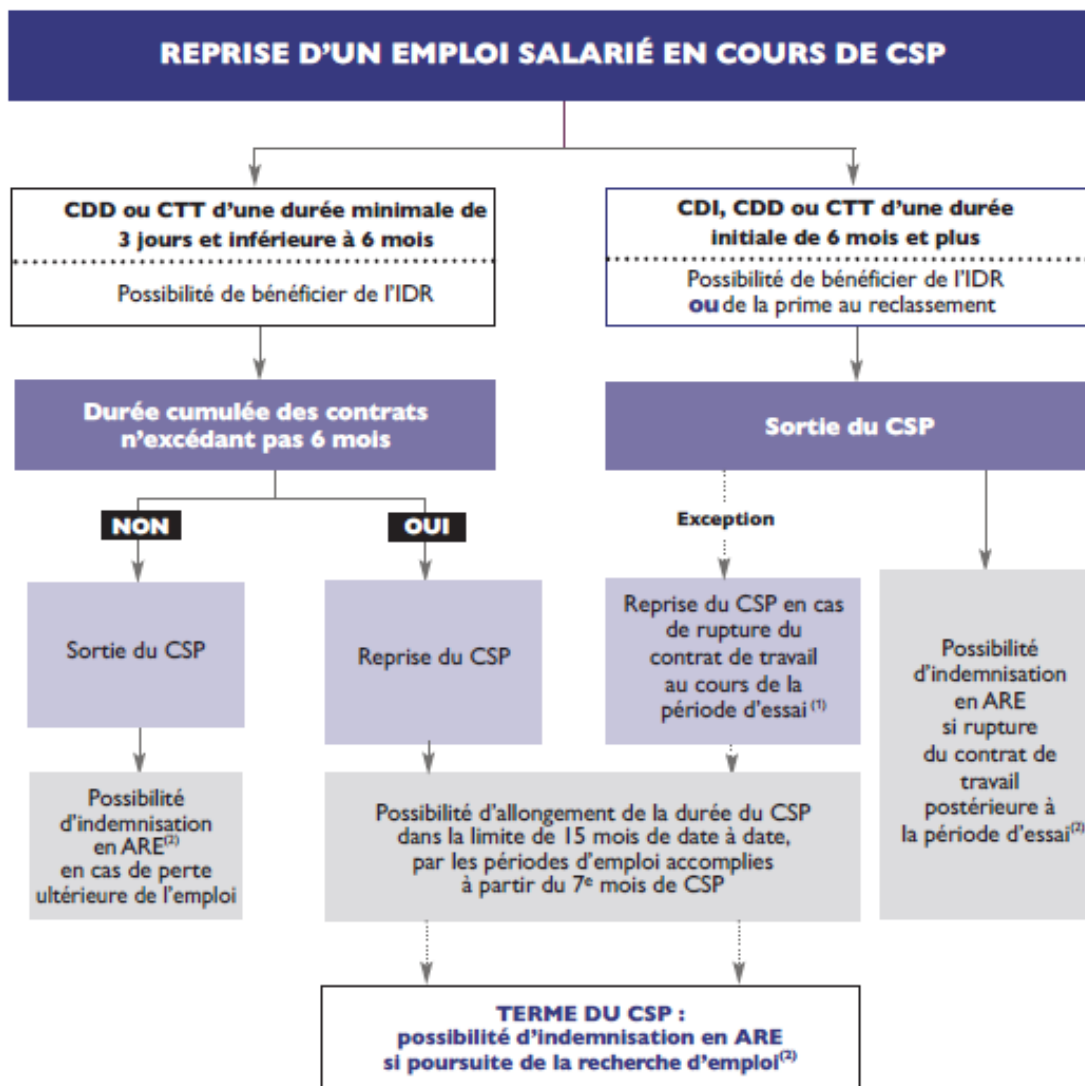 REPRISE D'UN EMPLOI SALARIÉ EN COURS DE CSP
CDD ou CTT d'une durée minimale de
3 jours et inférieure à 6 mois
Possibilité de bénéficier de l'IDR
CDI, CDD ou CTT d'une durée
initiale de 6 mois et plus
Possibilité de bénéficier de l'IDR
ou de la prime au reclassement
Durée cumulée des contrats
n'excédant pas 6 mois
Sortie du CSP
NON
OUI
Exception
Sortie du CSP
Reprise du CSP
Reprise du CSP en cas
de rupture du
contrat de travail
au cours de la
période d'essai (1)
Possibilité
d'indemnisation
en ARE
si rupture
du contrat de
travail
postérieure à
la période d'essai(2)
Possibilité
d'indemnisation
en ARE(2)
en cas de perte
ultérieure de l'emploi
Possibilité d'allongement de la durée du CSP
dans la limite de 15 mois de date à date,
par les périodes d'emploi accomplies
à partir du 7e mois de CSP
TERME DU CSP :
possibilité d'indemnisation en ARE
si poursuite de la recherche d'emploi(2)